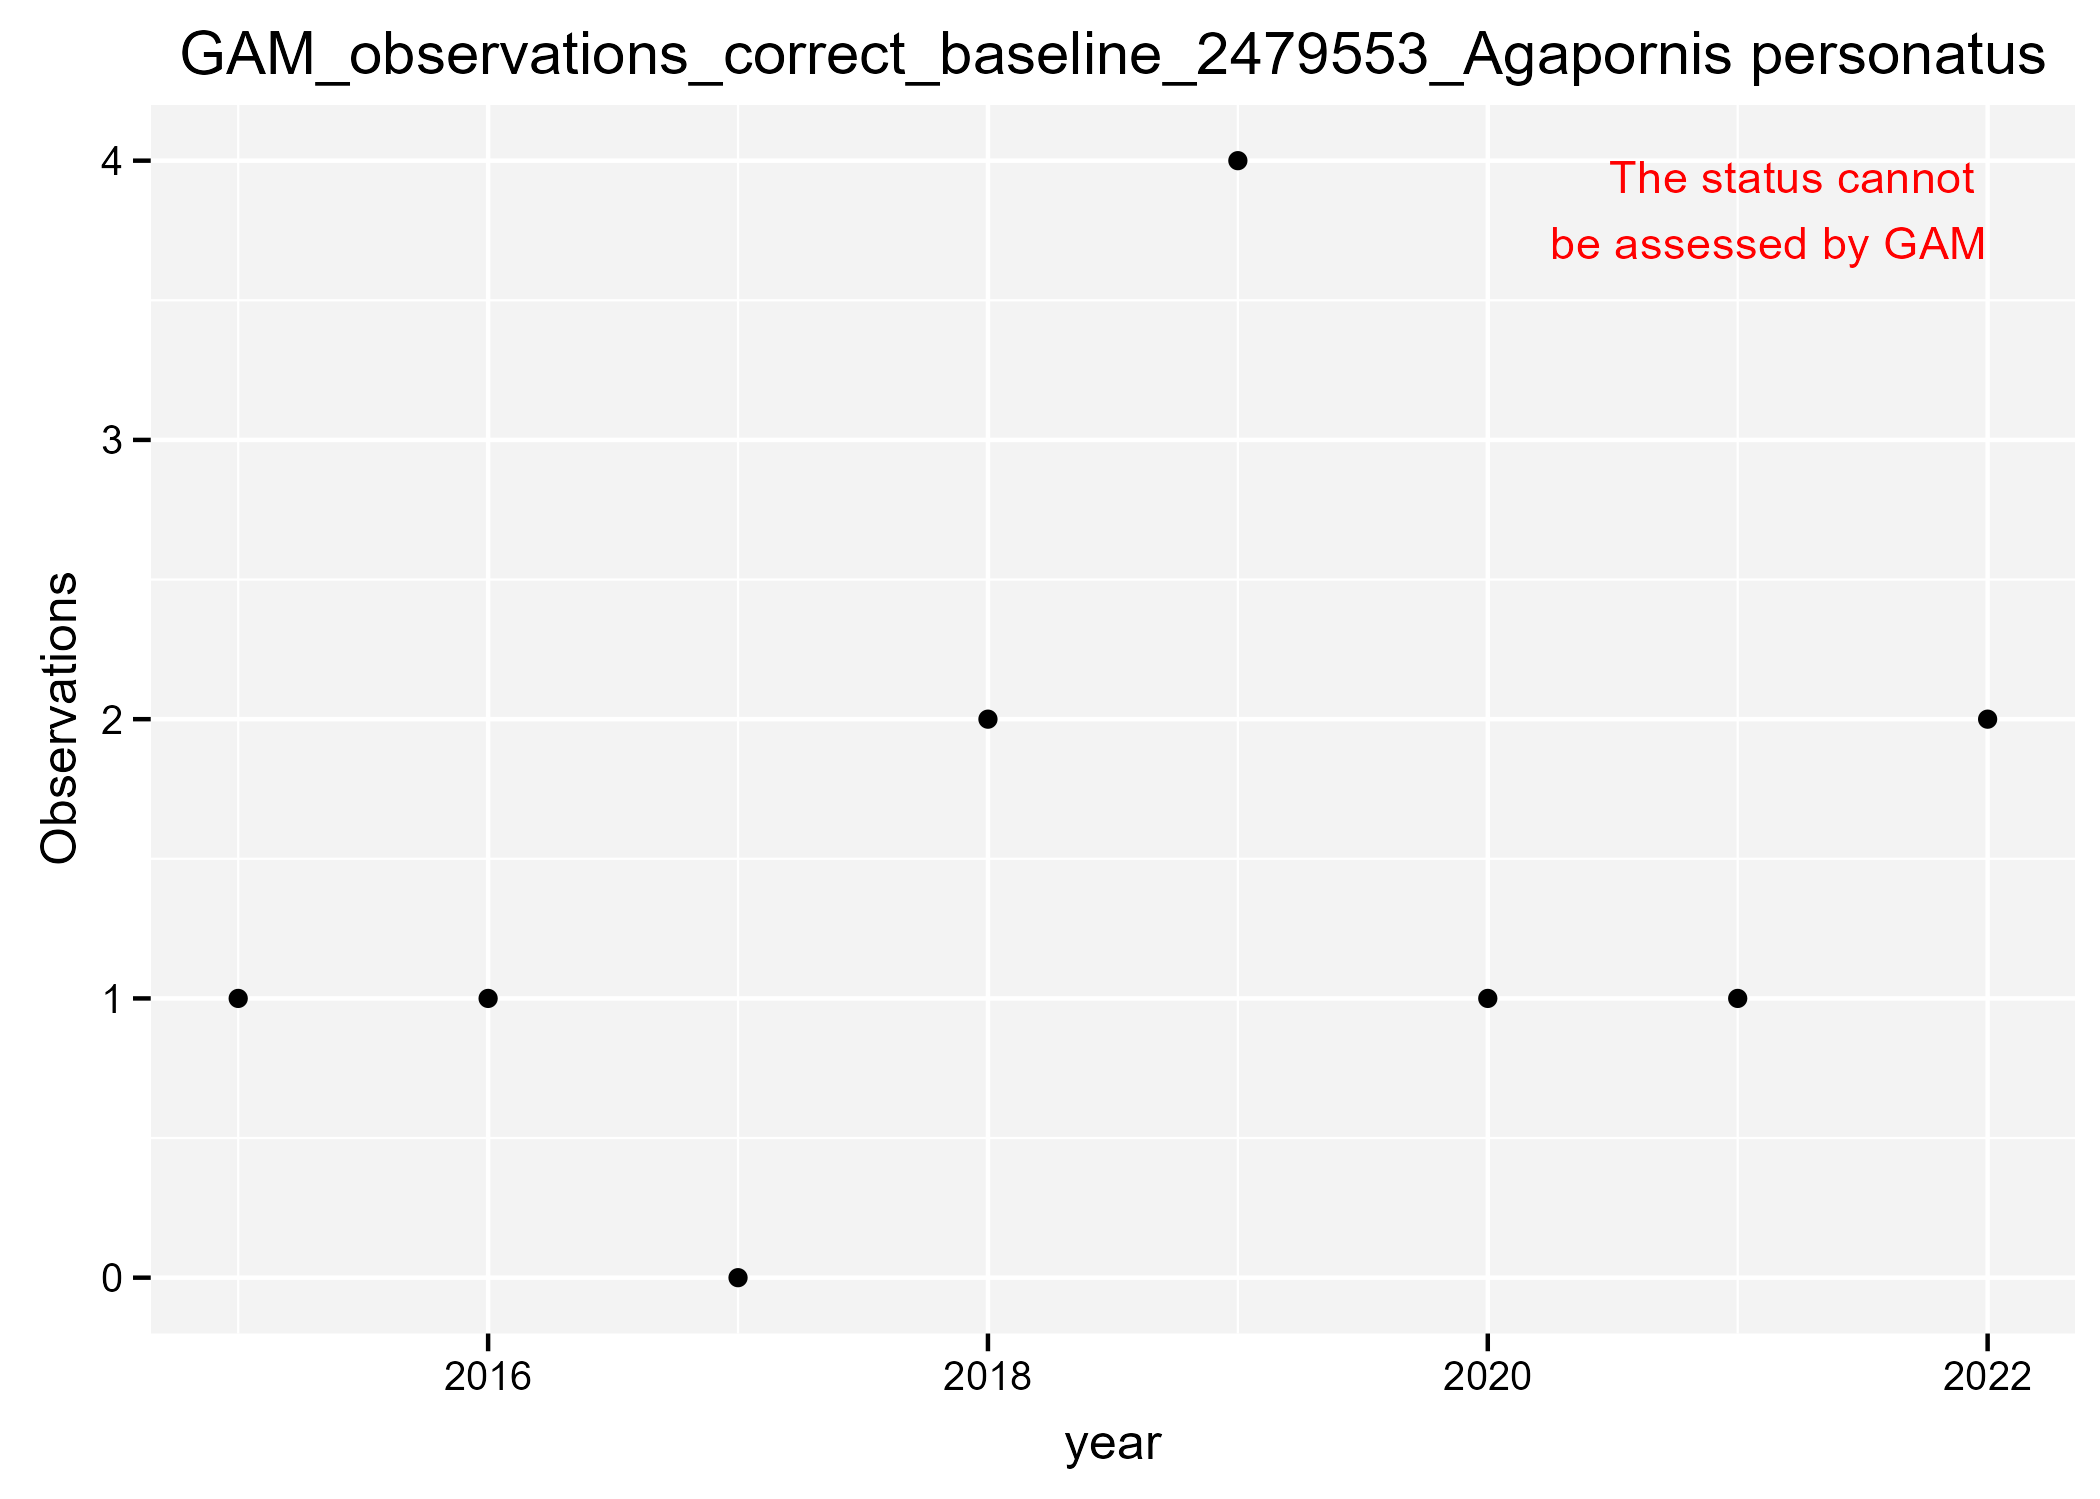 GAM_observations_correct_baseline_2479553_Agapornis personatus
The status cannot
be assessed by GAM
4
3
2
1
0
Observations
2016 2018 2020 2022
year